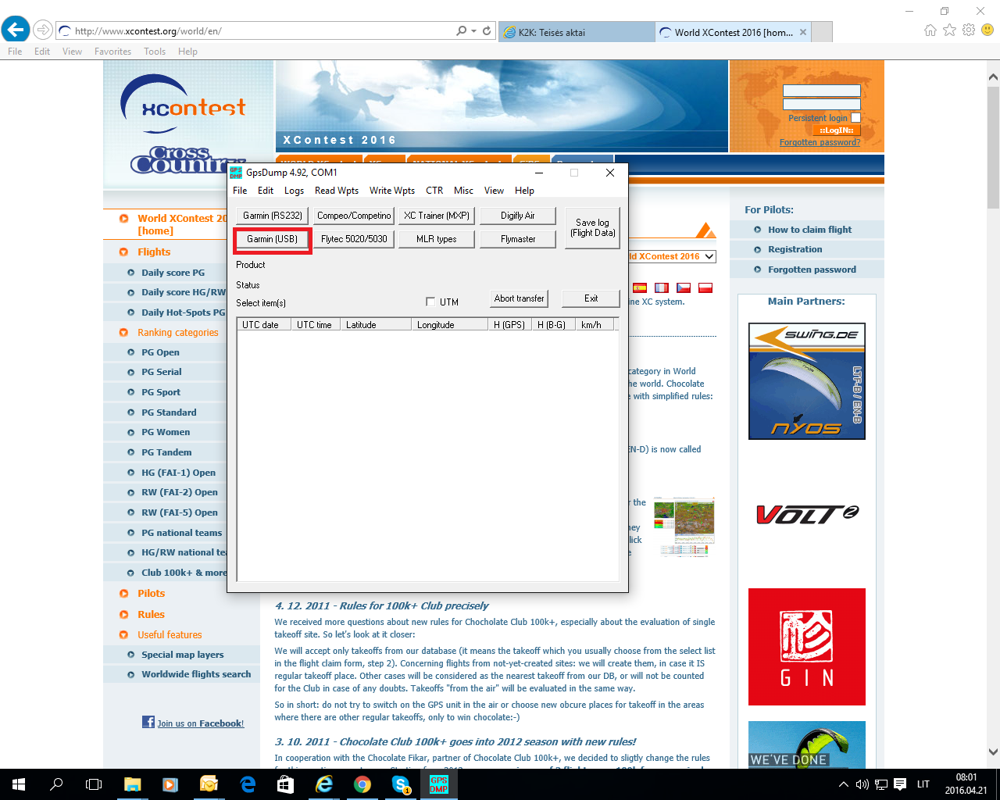 http://www.xcontest.org/world/en/
K2K: Teisės aktai
World XContest 2016 [hom...
File Edit View Favorites Tools Help
xcontest
Cross
Country
XContest 2016
Persistent login
::LogIN::
Forgotten password?
GPS
DMP
GpsDump 4.92, COM1
File Edit Logs Read Wpts Write Wpts CTR Misc View Help
Garmin (RS232) Compeo/Competino XC Trainer (MXP) Digifly Air
Save log
(Flight Data)
Garmin (USB) Flytec 5020/5030 MLR types Flymaster
Product
Status
Select item(s)
UTM
Abort transfer
Exit
UTC date UTC time Latitude Longitude H (GPS) H (B-G) km/h
World XContest 20
[home]
Flights
Daily score PG
Daily score HG/RW
Daily Hot-Spots PG
Ranking categories
PG Open
PG Serial
PG Sport
PG Standard
PG Women
PG Tandem
HG (FAI-1) Open
RW (FAI-2) Open
RW (FAI-5) Open
PG national teams
HG/RW national tea
Club 100k+ & more
Pilots
Rules
Useful features
Special map layers
Worldwide flights search
Join us on Facebook!
ld XContest 2016
ine XC system.
category in World
he world. Chocolate
e with simplified rules:
EN-D) is now called
r the
hey
lick
e
4. 12. 2011 - Rules for 100k+ Club precisely
We received more questions about new rules for Chocholate Club 100k+, especially about the evaluation of single
takeoff site. So let's look at it closer:
We will accept only takeoffs from our database (it means the takeoff which you usually choose from the select list
in the flight claim form, step 2). Concerning flights from not-yet-created sites: we will create them, in case it IS
regular takeoff place. Other cases will be considered as the nearest takeoff from our DB, or will not be counted
for the Club in case of any doubts. Takeoffs "from the air" will be evaluated in the same way.
So in short: do not try to switch on the GPS unit in the air or choose new obcure places for takeoff in the areas
where there are other regular takeoffs, only to win chocolate:-)
3. 10. 2011 - Chocolate Club 100k+ goes into 2012 season with new rules!
In cooperation with the Chocolate Fikar, partner of Chocolate Club 100k+, we decided to sligtly change the rules
For Pilots:
How to claim flight
Registration
Forgotten password
Main Partners:
SWING.DE
LTF-B / EN-B
NYOS
VOLT 2
GIN
WE'VE DONE
1
GPS
DMP
LIT
08:01
2016.04.21